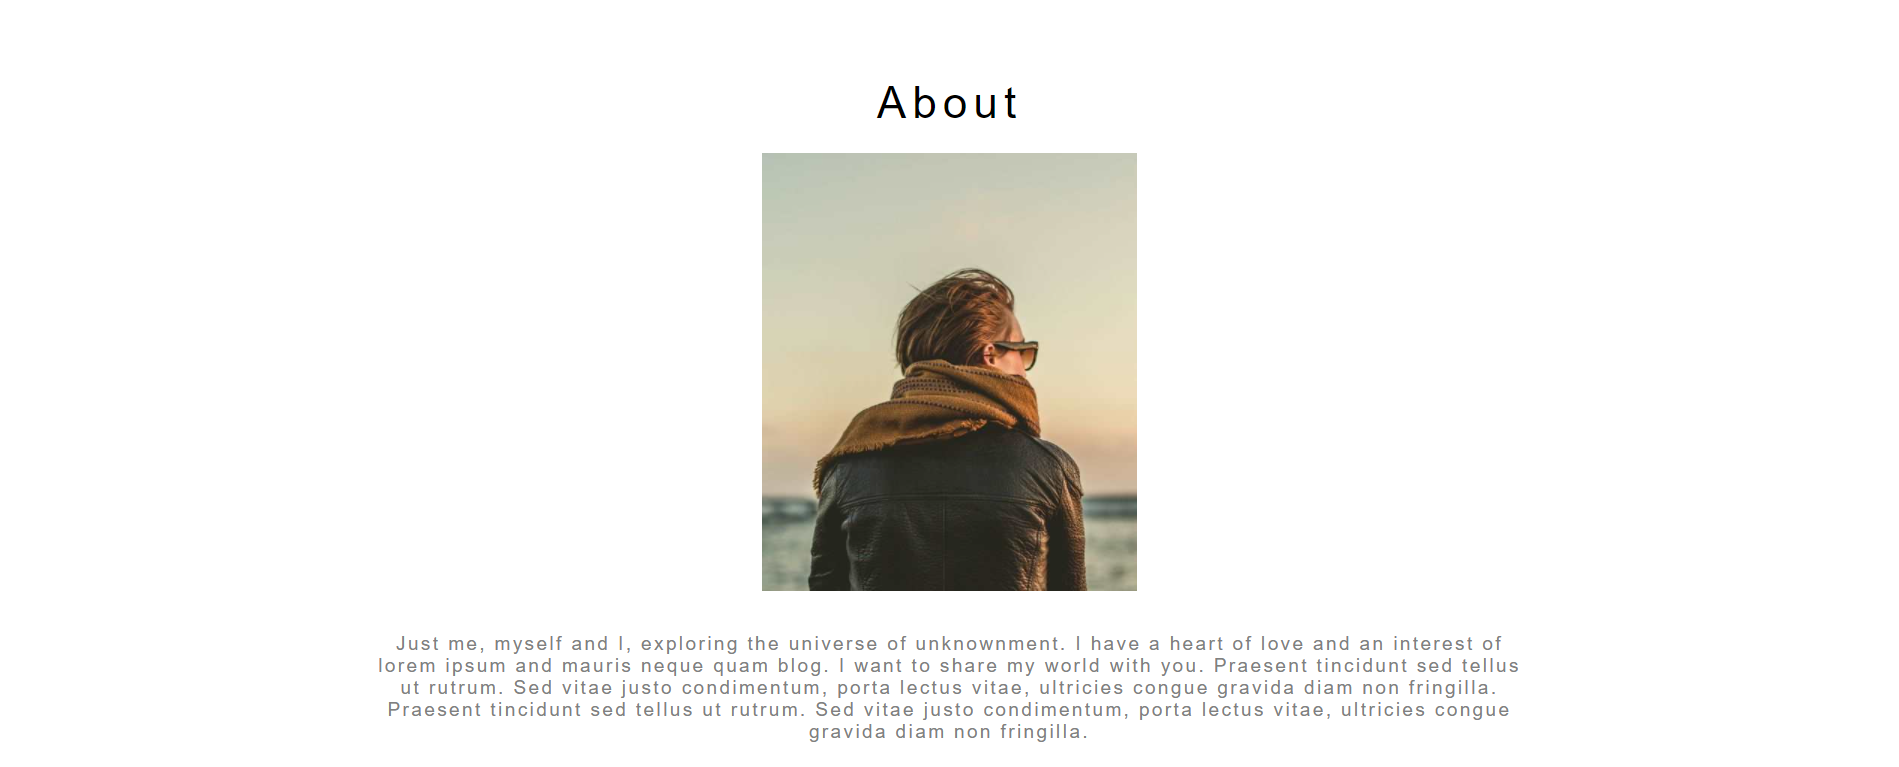 About
Just me, myself and I, exploring the universe of unknownment. I have a heart of love and an interest of
lorem ipsum and mauris neque quam blog. I want to share my world with you. Praesent tincidunt sed tellus
ut rutrum. Sed vitae justo condimentum, porta lectus vitae, ultricies congue gravida diam non fringilla.
Praesent tincidunt sed tellus ut rutrum. Sed vitae justo condimentum, porta lectus vitae, ultricies congue
gravida diam non fringilla.